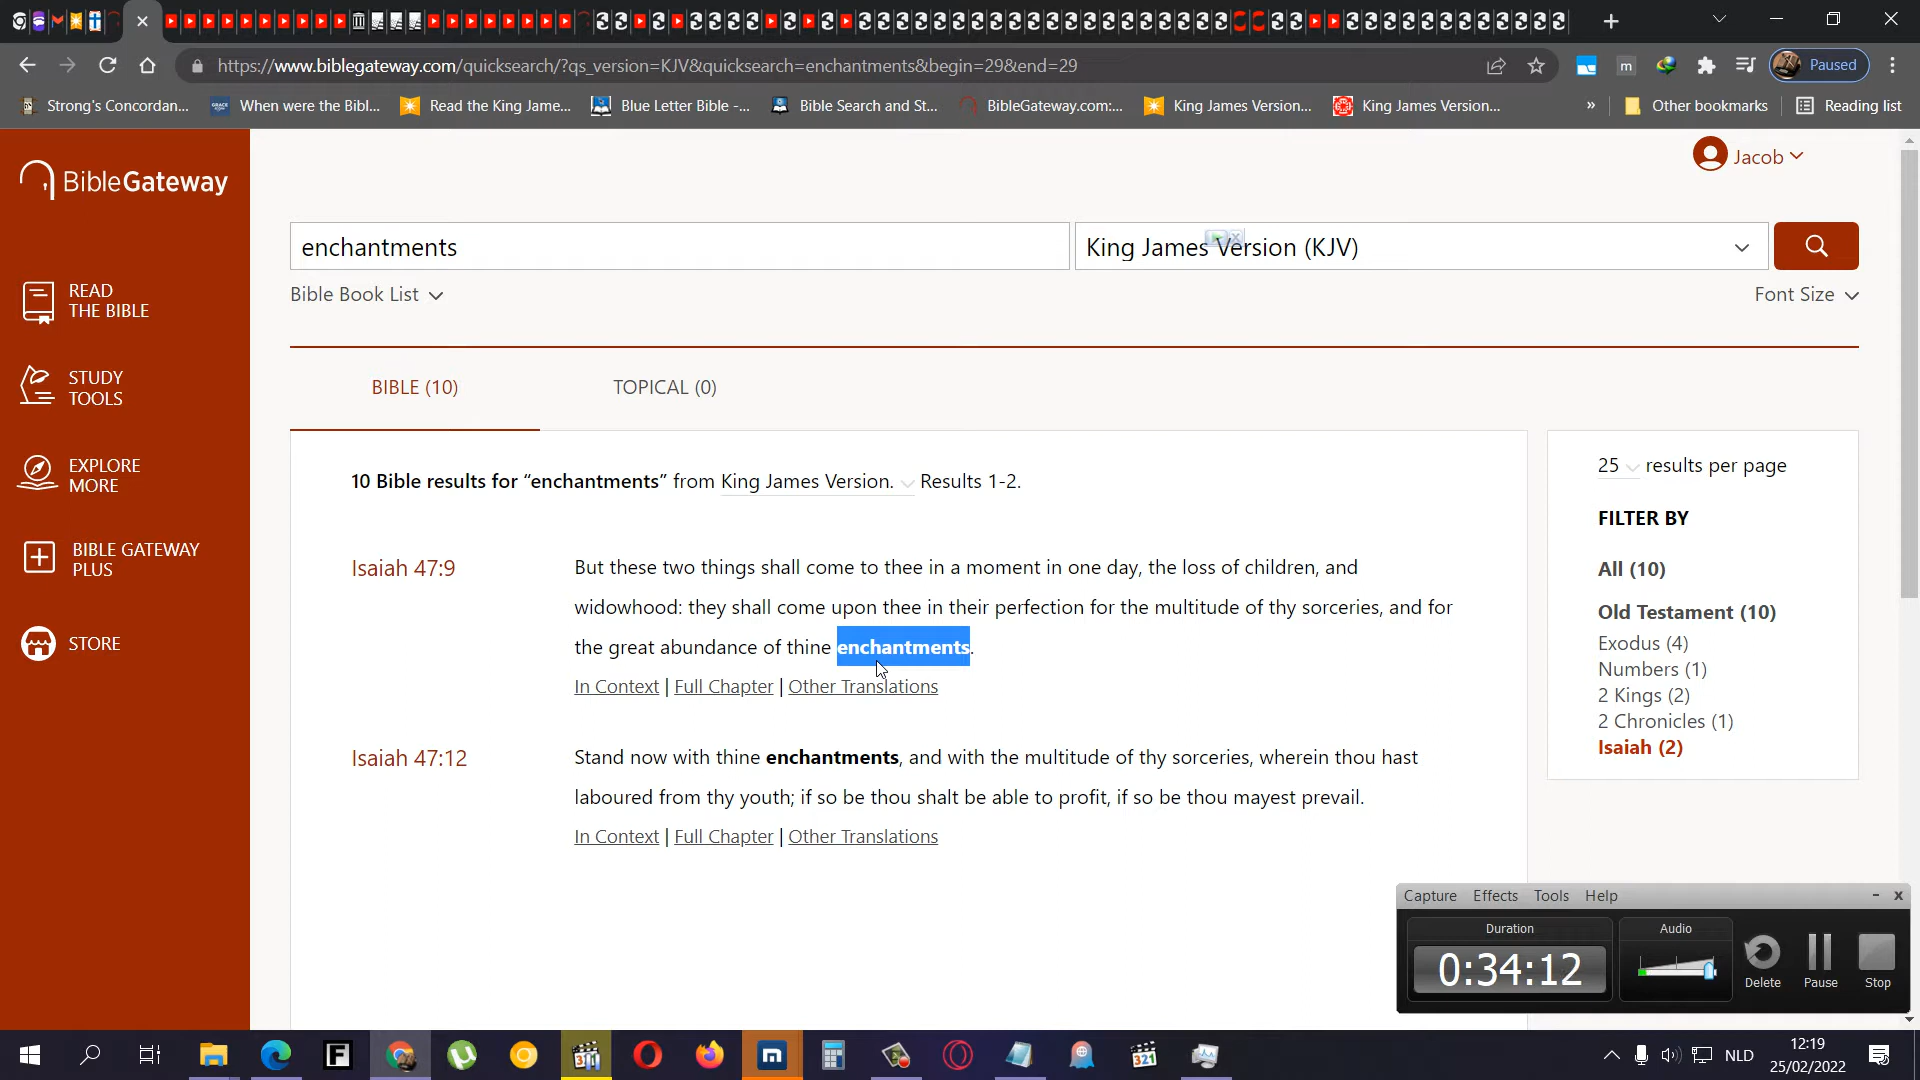 https://www.biblegateway.com/quicksearch/?qs_version=KJV&quicksearch=enchantments&begin=29&end=29
Paused
Strong's Concordan...
When were the Bibl...
Read the King Jame...
Blue Letter Bible -...
Bible Search and St...
BibleGateway.com:...
King James Version...
King James Version...
»
Other bookmarks
Reading list
BibleGateway
Jacob
enchantments
King James Version (KJV)
Bible Book List
Font Size
READ
THE BIBLE
STUDY
TOOLS
EXPLORE
MORE
BIBLE GATEWAY
PLUS
STORE
BIBLE (10)
TOPICAL (0)
10 Bible results for “enchantments” from King James Version. Results 1-2.
Isaiah 47:9
But these two things shall come to thee in a moment in one day, the loss of children, and
widowhood: they shall come upon thee in their perfection for the multitude of thy sorceries, and for
the great abundance of thine enchantments.
In Context | Full Chapter | Other Translations
Isaiah 47:12
Stand now with thine enchantments, and with the multitude of thy sorceries, wherein thou hast
laboured from thy youth; if so be thou shalt be able to profit, if so be thou mayest prevail.
In Context | Full Chapter | Other Translations
25 results per page
FILTER BY
All (10)
Old Testament (10)
Exodus (4)
Numbers (1)
2 Kings (2)
2 Chronicles (1)
Isaiah (2)
Capture Effects Tools Help
Duration
0:34:12
Audio
Delete
Pause
Stop
NLD
12:19
25/02/2022